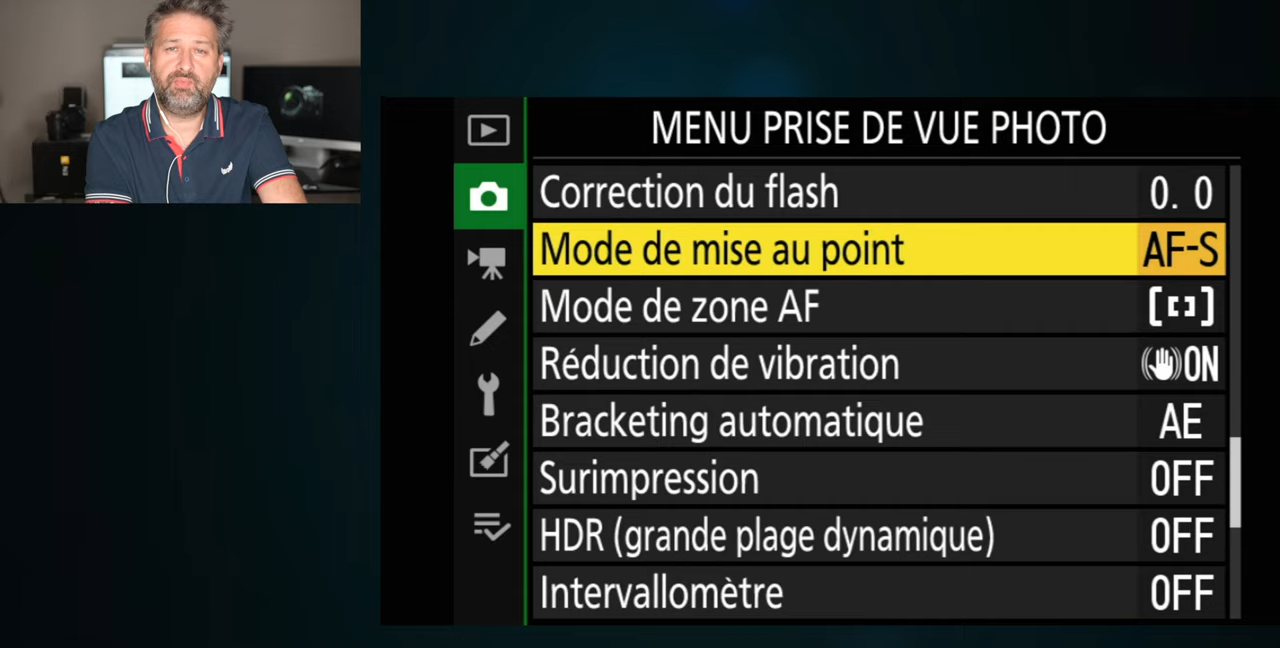 MENU PRISE DE VUE PHOTO
Correction du flash 0. 0
Mode de mise au point AF-S
Mode de zone AF
Réduction de vibration ON
Bracketing automatique AE
Surimpression OFF
HDR (grande plage dynamique) OFF
Intervallomètre OFF